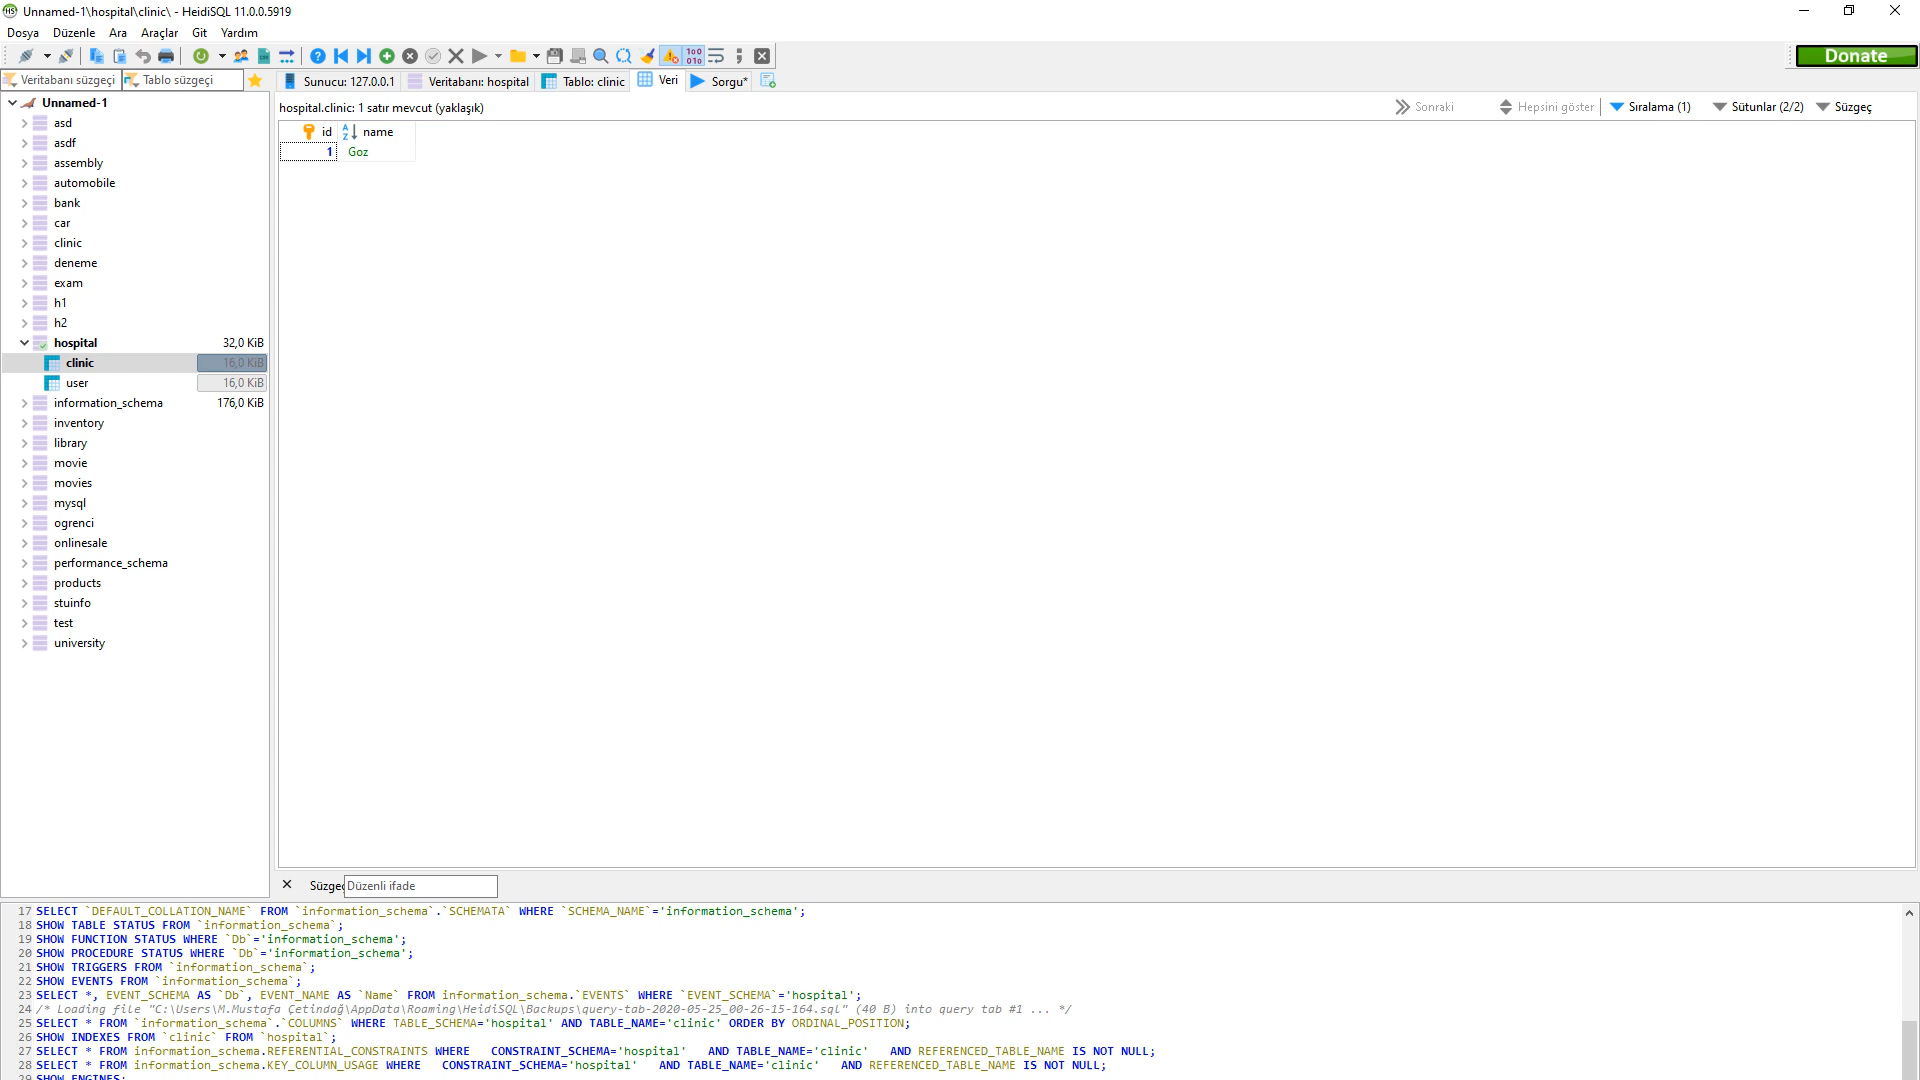 Unnamed-1\hospital\clinic\ - HeidiSQL 11.0.0.5919
Dosya Düzenle Ara Araçlar Git Yardım
Donate
Veritabanı süzgeçi Tablo süzgeçi
Sunucu: 127.0.0.1 Veritabanı: hospital Tablo: clinic Veri Sorgu*
hospital.clinic: 1 satır mevcut (yaklaşık) Sonraki Hepsini göster Sıralama (1) Sütunlar (2/2) Süzgeç
id name
1 Goz
Unnamed-1
asd
asdf
assembly
automobile
bank
car
clinic
deneme
exam
h1
h2
hospital 32,0 KiB
clinic 16,0 KiB
user 16,0 KiB
information_schema 176,0 KiB
inventory
library
movie
movies
mysql
ogrenci
onlinesale
performance_schema
products
stuinfo
test
university
Süzgeç Düzenli ifade
17 SELECT `DEFAULT_COLLATION_NAME` FROM `information_schema`.`SCHEMATA` WHERE `SCHEMA_NAME`='information_schema';
18 SHOW TABLE STATUS FROM `information_schema`;
19 SHOW FUNCTION STATUS WHERE `Db`='information_schema';
20 SHOW PROCEDURE STATUS WHERE `Db`='information_schema';
21 SHOW TRIGGERS FROM `information_schema`;
22 SHOW EVENTS FROM `information_schema`;
23 SELECT *, EVENT_SCHEMA AS `Db`, EVENT_NAME AS `Name` FROM information_schema.`EVENTS` WHERE `EVENT_SCHEMA`='hospital';
24 /* Loading file "C:\Users\M.Mustafa Çetindağ\AppData\Roaming\HeidiSQL\Backups\query-tab-2020-05-25_00-26-15-164.sql" (40 B) into query tab #1 ... */
25 SELECT * FROM `information_schema`.`COLUMNS` WHERE TABLE_SCHEMA='hospital' AND TABLE_NAME='clinic' ORDER BY ORDINAL_POSITION;
26 SHOW INDEXES FROM `clinic` FROM `hospital`;
27 SELECT * FROM information_schema.REFERENTIAL_CONSTRAINTS WHERE CONSTRAINT_SCHEMA='hospital' AND TABLE_NAME='clinic' AND REFERENCED_TABLE_NAME IS NOT NULL;
28 SELECT * FROM information_schema.KEY_COLUMN_USAGE WHERE CONSTRAINT_SCHEMA='hospital' AND TABLE_NAME='clinic' AND REFERENCED_TABLE_NAME IS NOT NULL;
29 SHOW ENGINES;